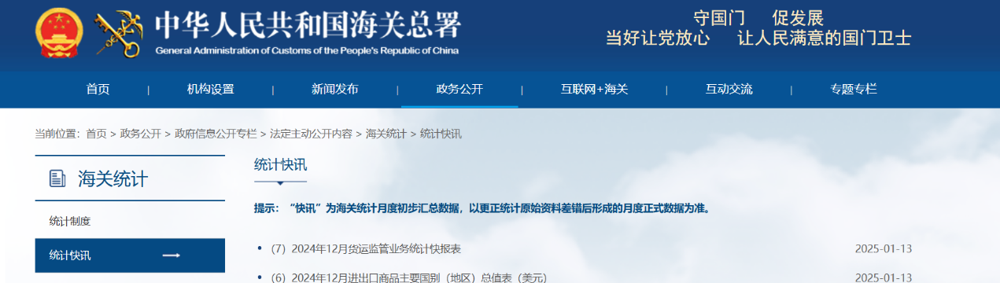 中华人民共和国海关总署
General Administration of Customs of the People's Republic of China
守国门 促发展
当好让党放心 让人民满意的国门卫士
首页 | 机构设置 | 新闻发布 | 政务公开 | 互联网+海关 | 互动交流 | 专题专栏
当前位置：首页 > 政务公开 > 政府信息公开专栏 > 法定主动公开内容 > 海关统计 > 统计快讯
海关统计
统计制度
统计快讯
统计快讯
提示：“快讯”为海关统计月度初步汇总数据，以更正统计原始资料差错后形成的月度正式数据为准。
（7）2024年12月货运监管业务统计快报表 2025-01-13
（6）2024年12月进出口商品主要国别（地区）总值表（美元） 2025-01-13